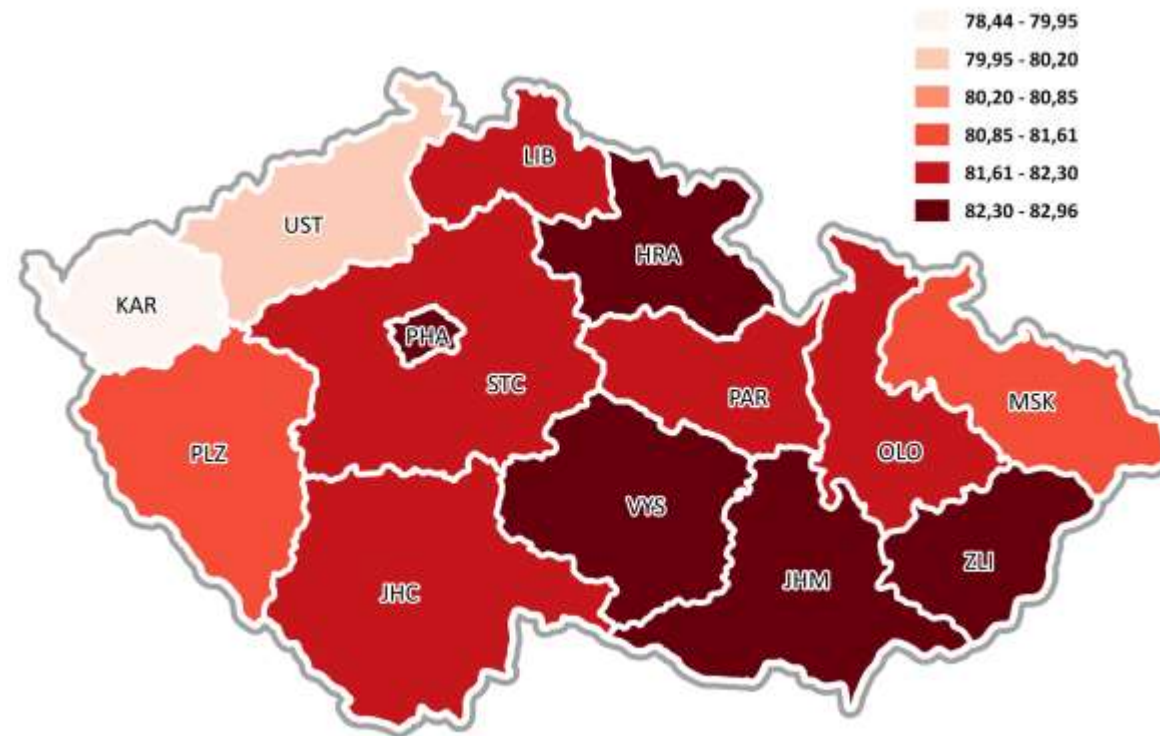 78,44 - 79,95
79,95 - 80,20
80,20 - 80,85
80,85 - 81,61
81,61 - 82,30
82,30 - 82,96
LIB
UST
HRA
KAR
PHA
STC
PAR
MSK
PLZ
OLO
VYS
ZLI
JHM
JHC